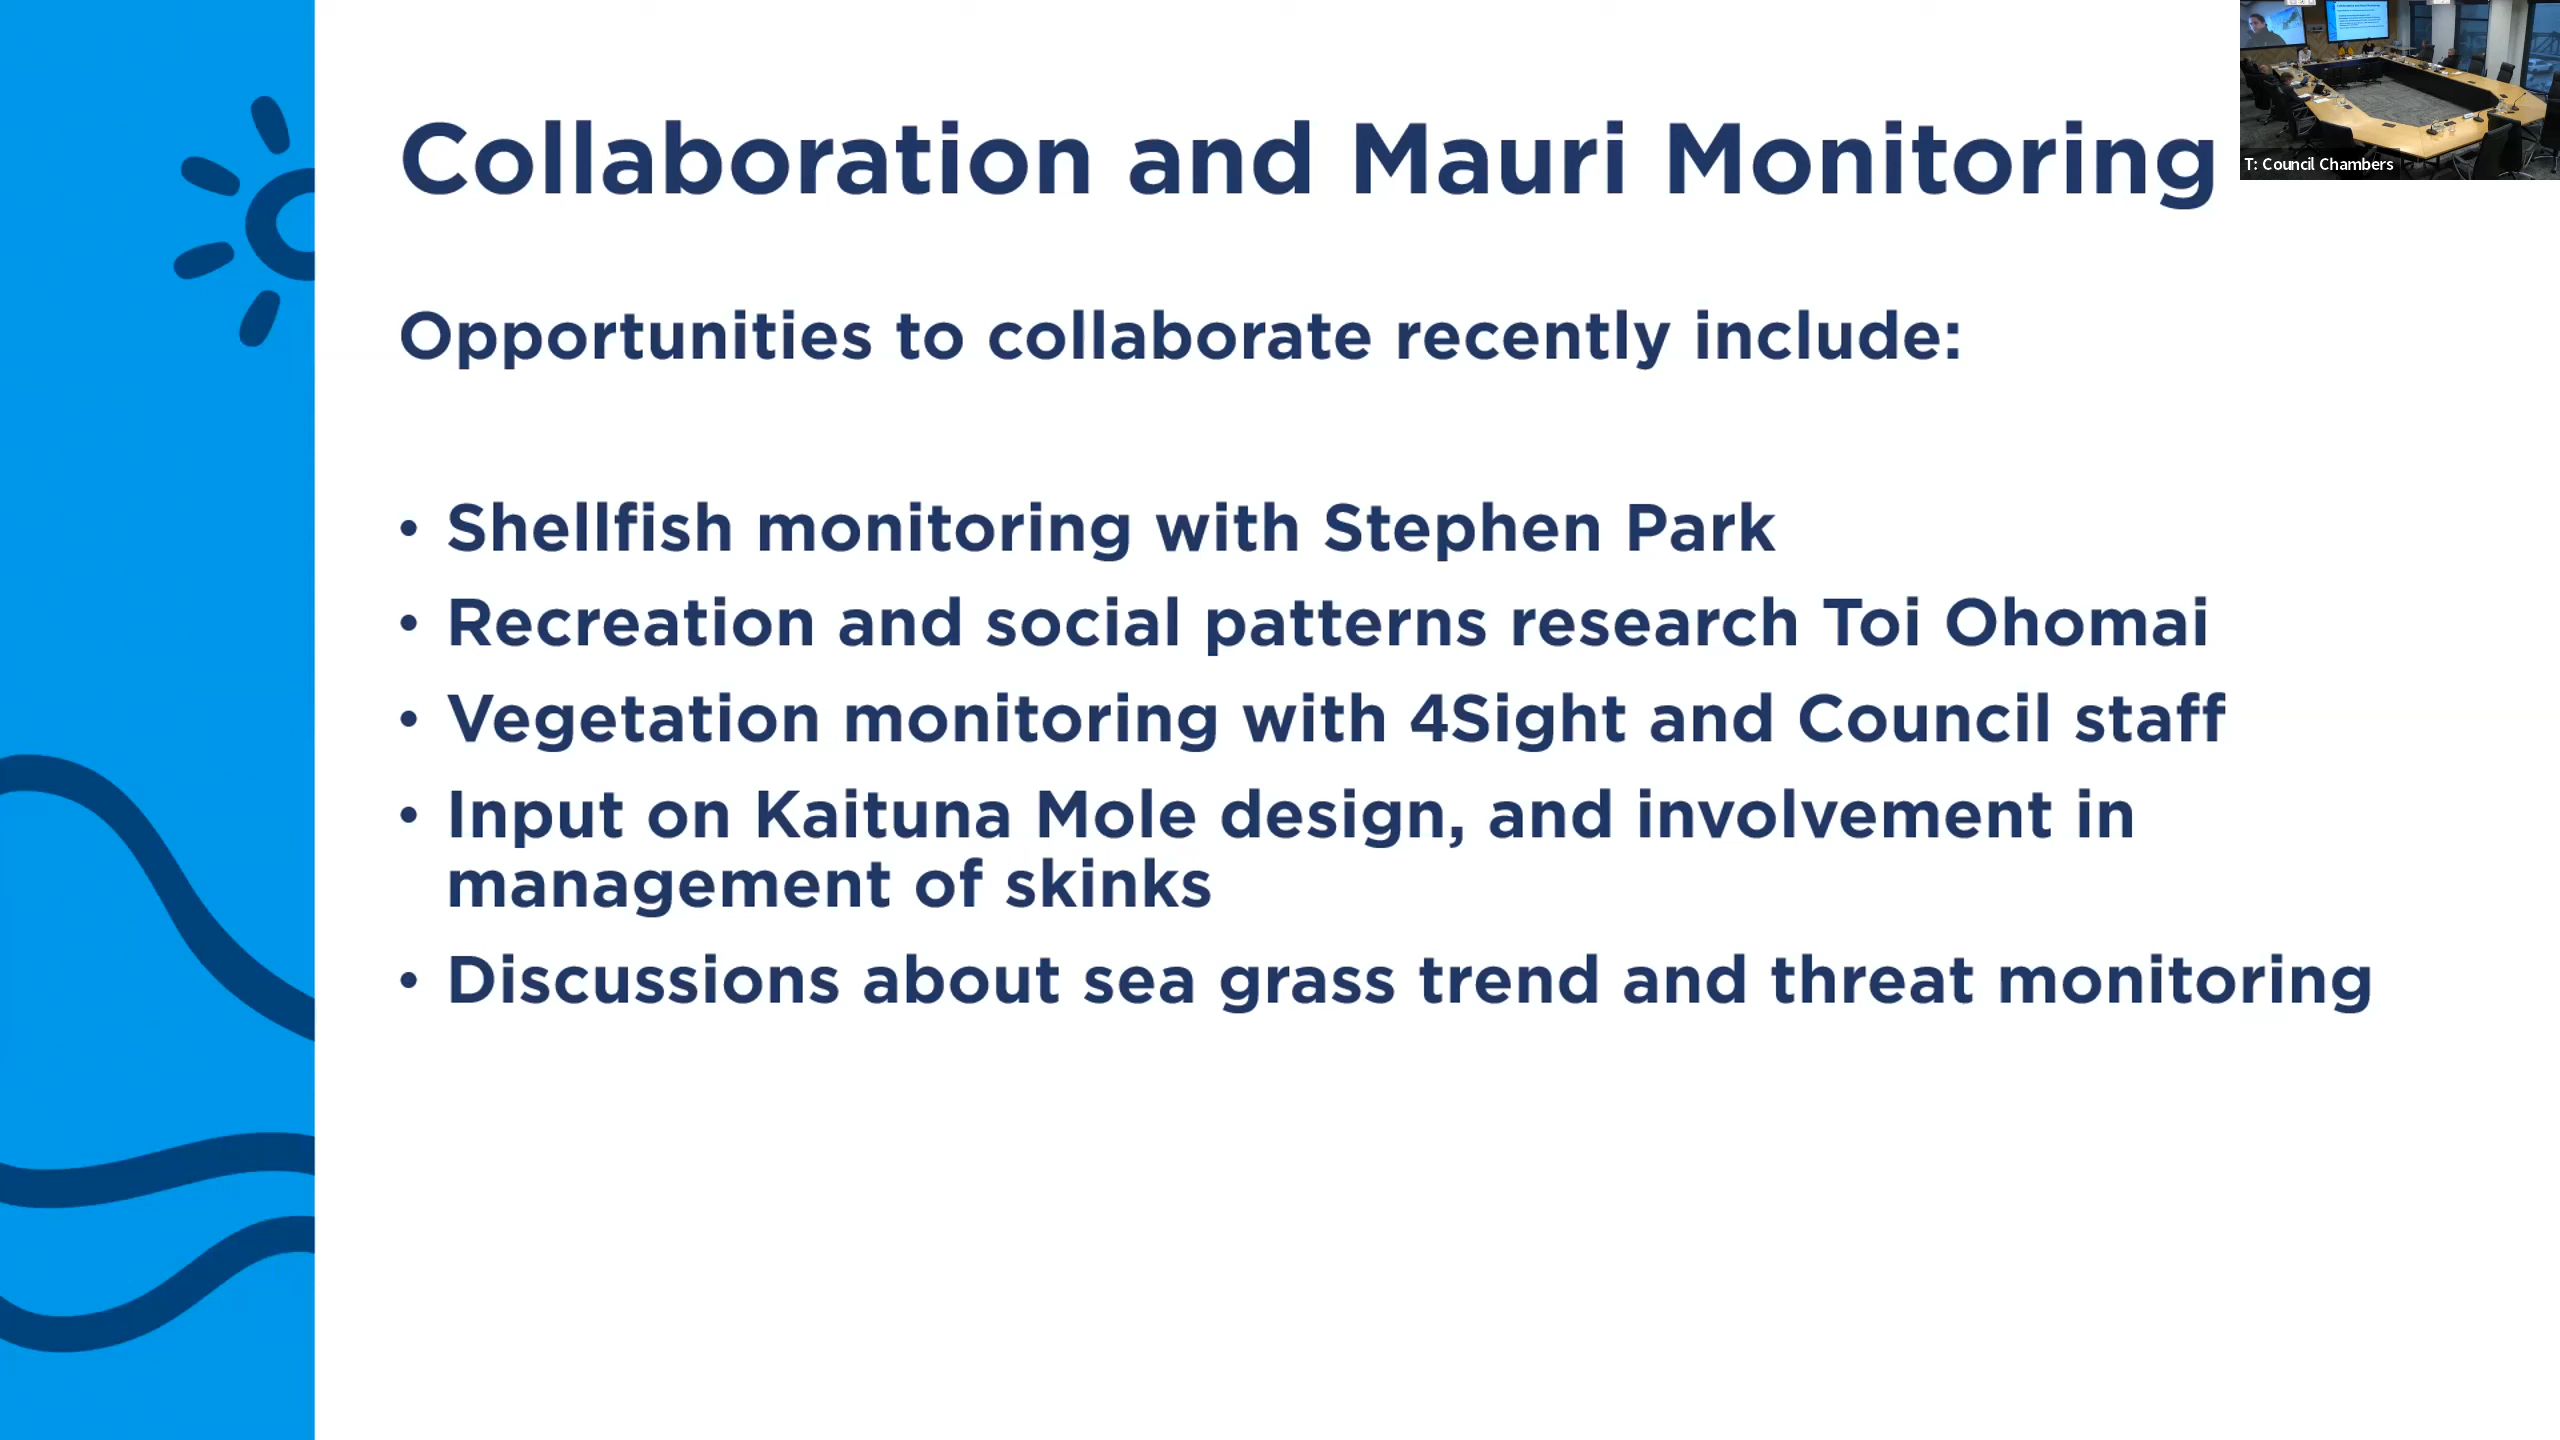 Collaboration and Mauri Monitoring
T: Council Chambers
Opportunities to collaborate recently include:
• Shellfish monitoring with Stephen Park
• Recreation and social patterns research Toi Ohomai
• Vegetation monitoring with 4Sight and Council staff
• Input on Kaituna Mole design, and involvement in
management of skinks
• Discussions about sea grass trend and threat monitoring